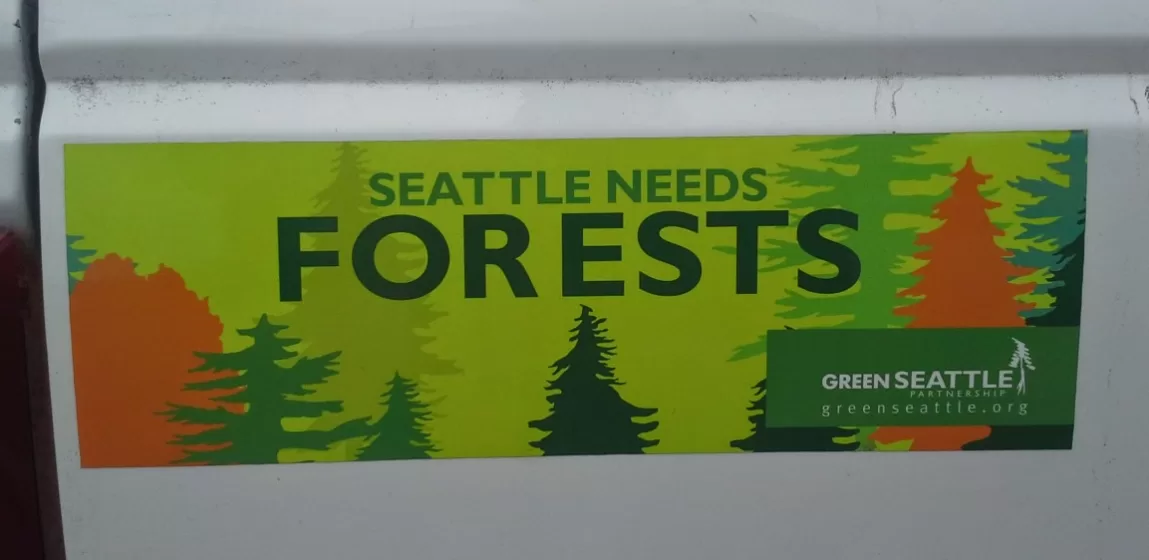 SEATTLE NEEDS
FORESTS
GREEN SEATTLE
PARTNERSHIP
greenseattle.org